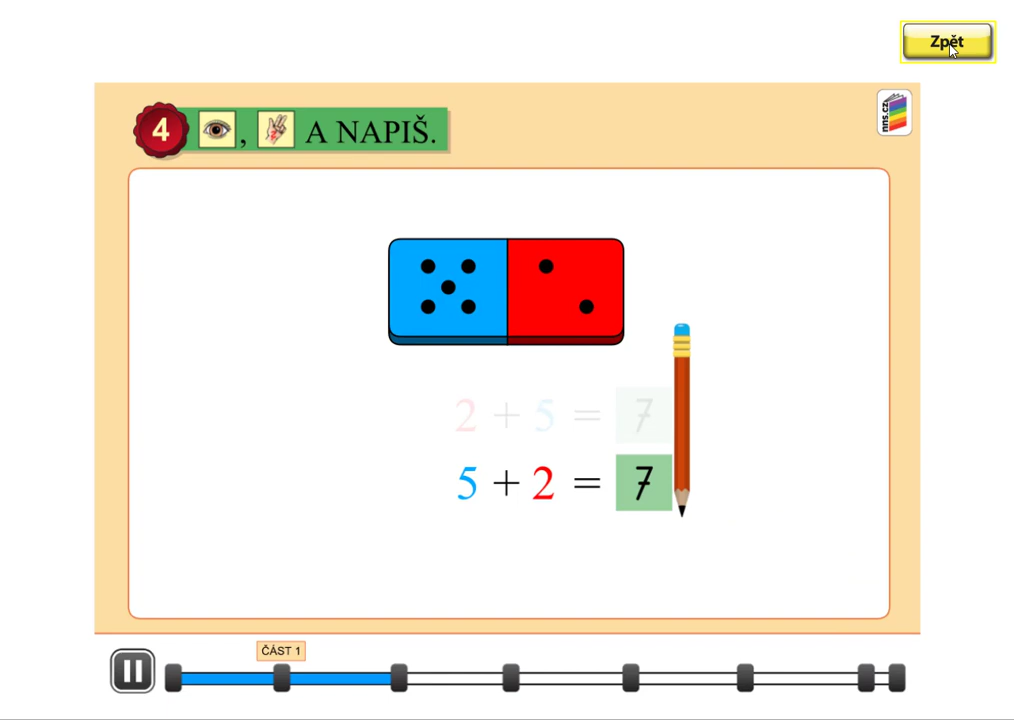 Zpět
nns.cz
4 , A NAPIŠ.
2 + 5 = 7
5 + 2 = 7
ČÁST 1